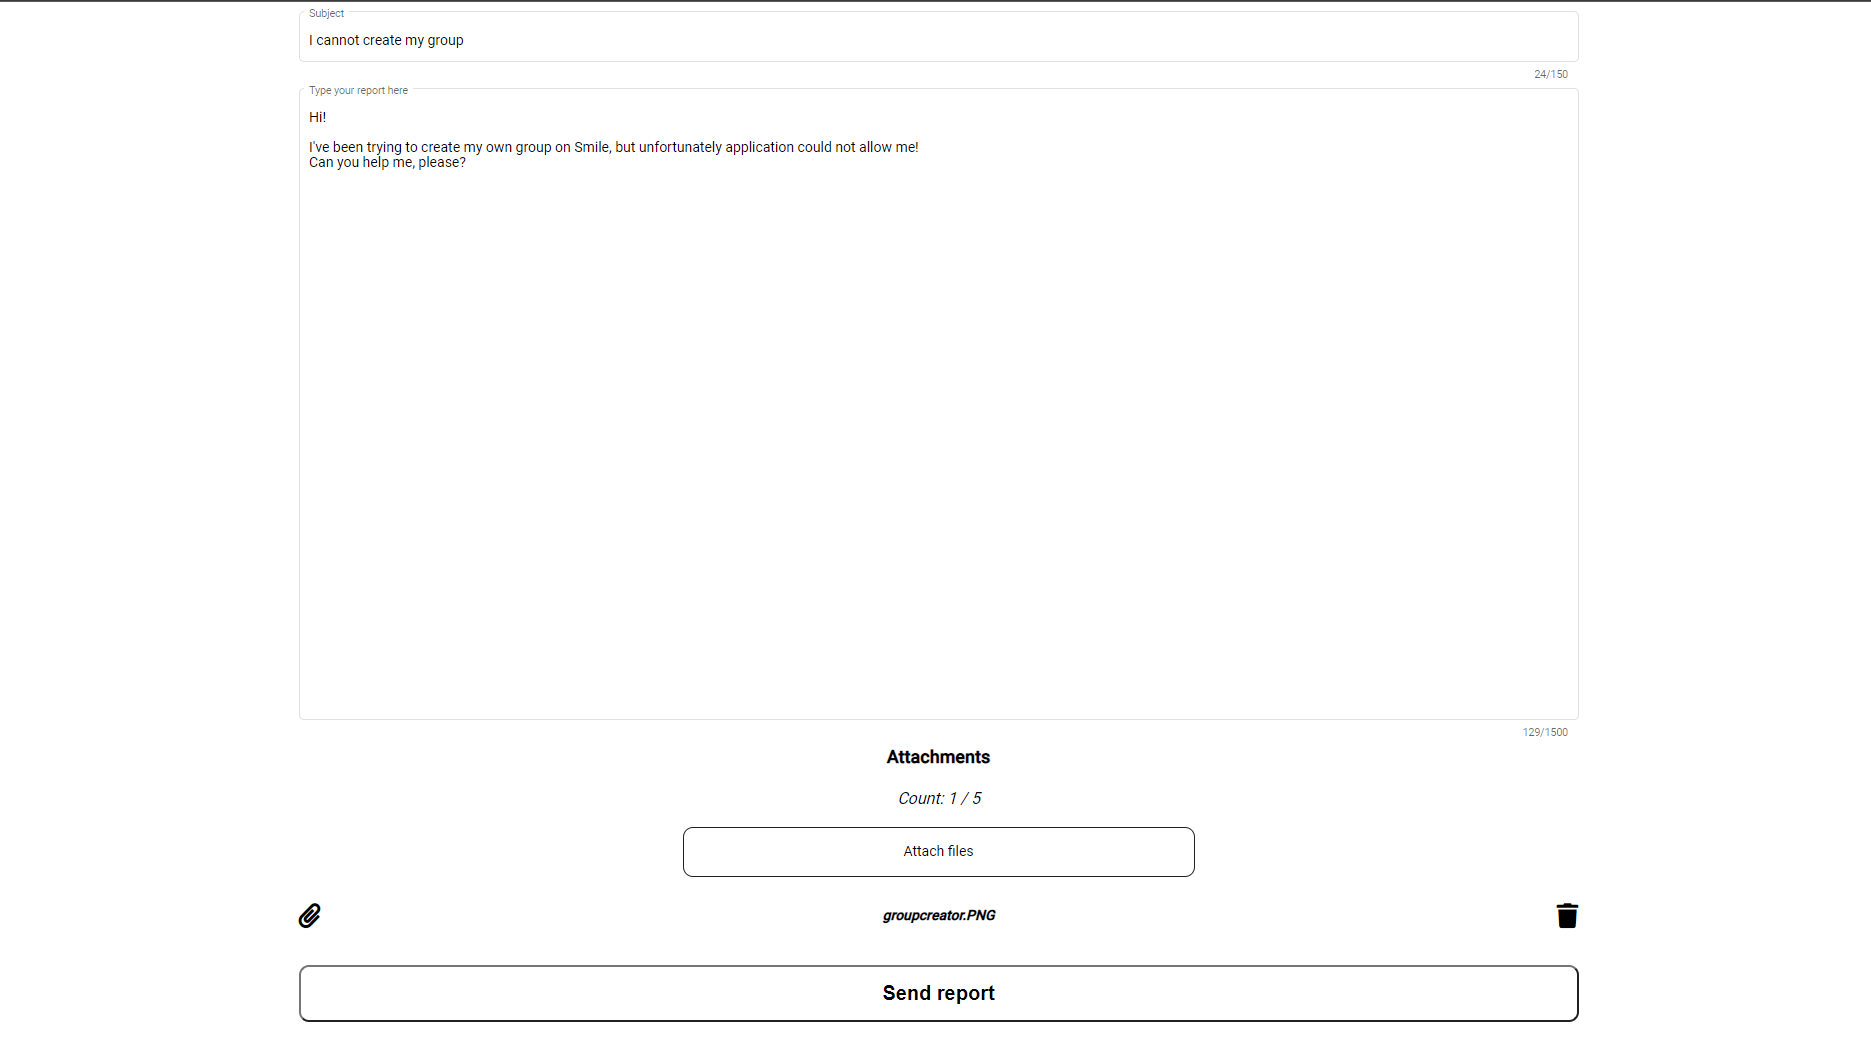 Subject
I cannot create my group
24/150
Type your report here
Hi!
I've been trying to create my own group on Smile, but unfortunately application could not allow me!
Can you help me, please?
129/1500
Attachments
Count: 1 / 5
Attach files
groupcreator.PNG
Send report